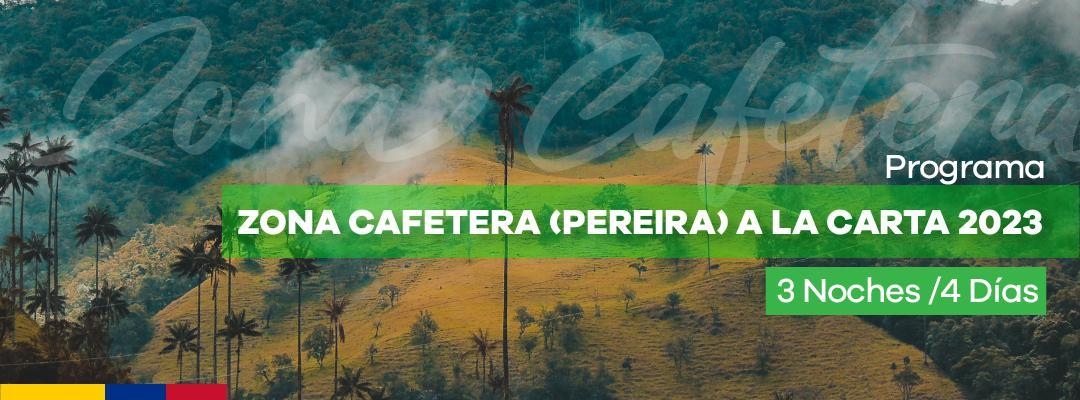 Zona Cafetera
Programa
ZONA CAFETERA (PEREIRA) A LA CARTA 2023
3 Noches /4 Días